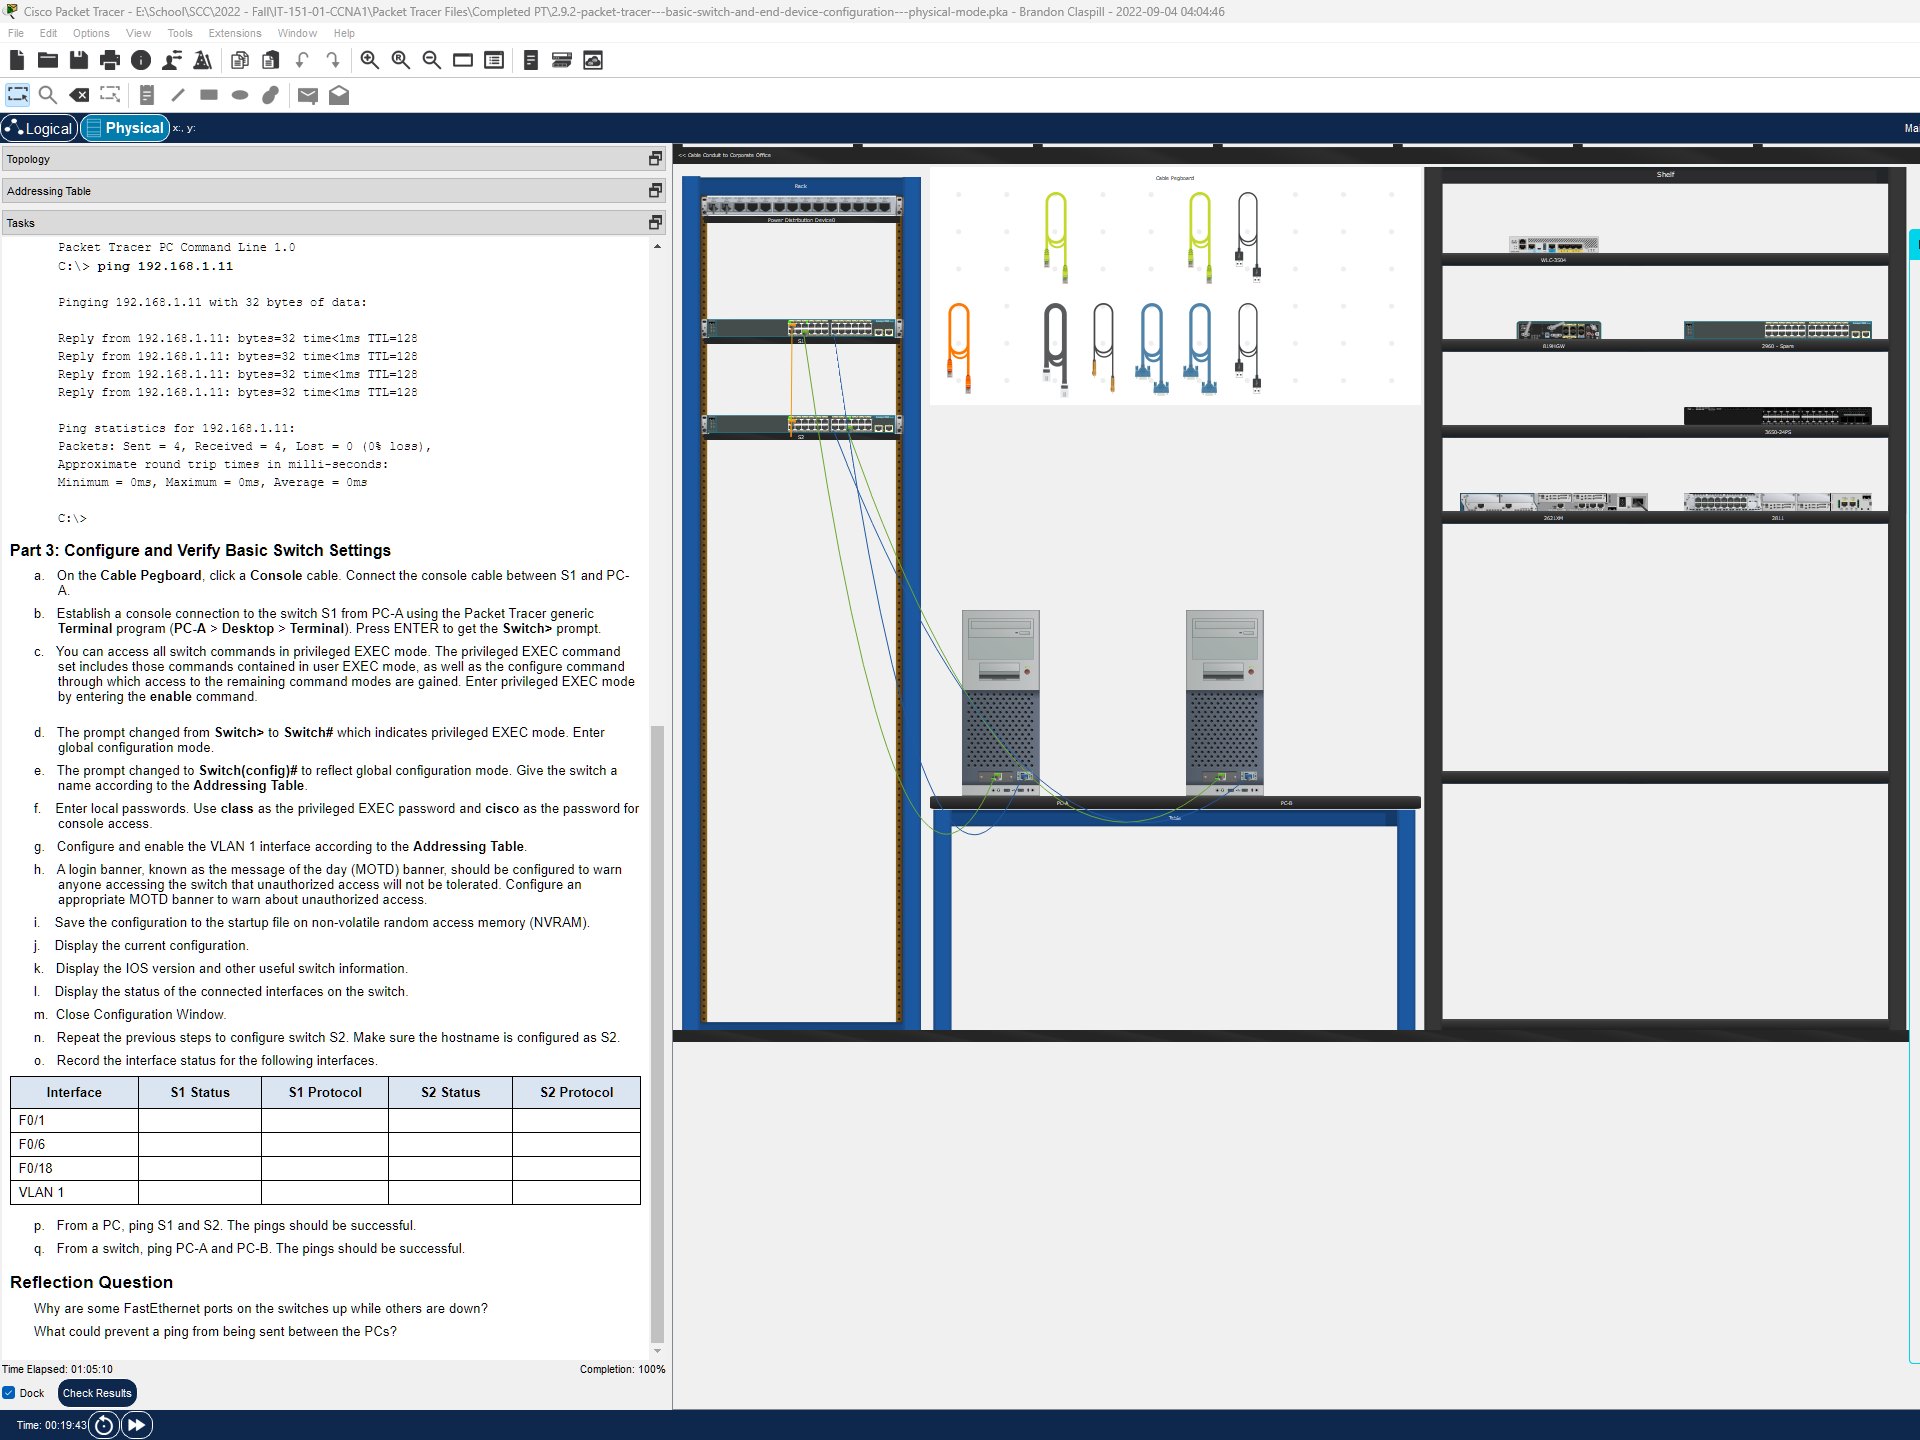 Cisco Packet Tracer - E:\School\SCC\2022 - Fall\IT-151-01-CCNA1\Packet Tracer Files\Completed PT\2.9.2-packet-tracer---basic-switch-and-end-device-configuration---physical-mode.pka - Brandon Claspill - 2022-09-04 04:04:46
File Edit Options View Tools Extensions Window Help
Logical Physical x:, y:
Mai
Topology
Addressing Table
Tasks
Packet Tracer PC Command Line 1.0
C:\> ping 192.168.1.11
Pinging 192.168.1.11 with 32 bytes of data:
Reply from 192.168.1.11: bytes=32 time<1ms TTL=128
Reply from 192.168.1.11: bytes=32 time<1ms TTL=128
Reply from 192.168.1.11: bytes=32 time<1ms TTL=128
Reply from 192.168.1.11: bytes=32 time<1ms TTL=128
Ping statistics for 192.168.1.11:
Packets: Sent = 4, Received = 4, Lost = 0 (0% loss),
Approximate round trip times in milli-seconds:
Minimum = 0ms, Maximum = 0ms, Average = 0ms
C:\>
Part 3: Configure and Verify Basic Switch Settings
a. On the Cable Pegboard, click a Console cable. Connect the console cable between S1 and PC-
A.
b. Establish a console connection to the switch S1 from PC-A using the Packet Tracer generic
Terminal program (PC-A > Desktop > Terminal). Press ENTER to get the Switch> prompt.
c. You can access all switch commands in privileged EXEC mode. The privileged EXEC command
set includes those commands contained in user EXEC mode, as well as the configure command
through which access to the remaining command modes are gained. Enter privileged EXEC mode
by entering the enable command.
d. The prompt changed from Switch> to Switch# which indicates privileged EXEC mode. Enter
global configuration mode.
e. The prompt changed to Switch(config)# to reflect global configuration mode. Give the switch a
name according to the Addressing Table.
f. Enter local passwords. Use class as the privileged EXEC password and cisco as the password for
console access.
g. Configure and enable the VLAN 1 interface according to the Addressing Table.
h. A login banner, known as the message of the day (MOTD) banner, should be configured to warn
anyone accessing the switch that unauthorized access will not be tolerated. Configure an
appropriate MOTD banner to warn about unauthorized access.
i. Save the configuration to the startup file on non-volatile random access memory (NVRAM).
j. Display the current configuration.
k. Display the IOS version and other useful switch information.
l. Display the status of the connected interfaces on the switch.
m. Close Configuration Window.
n. Repeat the previous steps to configure switch S2. Make sure the hostname is configured as S2.
o. Record the interface status for the following interfaces.
Interface S1 Status S1 Protocol S2 Status S2 Protocol
F0/1
F0/6
F0/18
VLAN 1
p. From a PC, ping S1 and S2. The pings should be successful.
q. From a switch, ping PC-A and PC-B. The pings should be successful.
Reflection Question
Why are some FastEthernet ports on the switches up while others are down?
What could prevent a ping from being sent between the PCs?
Time Elapsed: 01:05:10 Completion: 100%
Dock Check Results
Time: 00:19:43
<< Cable Conduit to Corporate Office
Rack
Power Distribution Device0
S1
S2
Cable Pegboard
PC-A
PC-B
Table
Shelf
WLC-3504
819HGW
2960 - Spare
3650-24PS
2621XM
2811